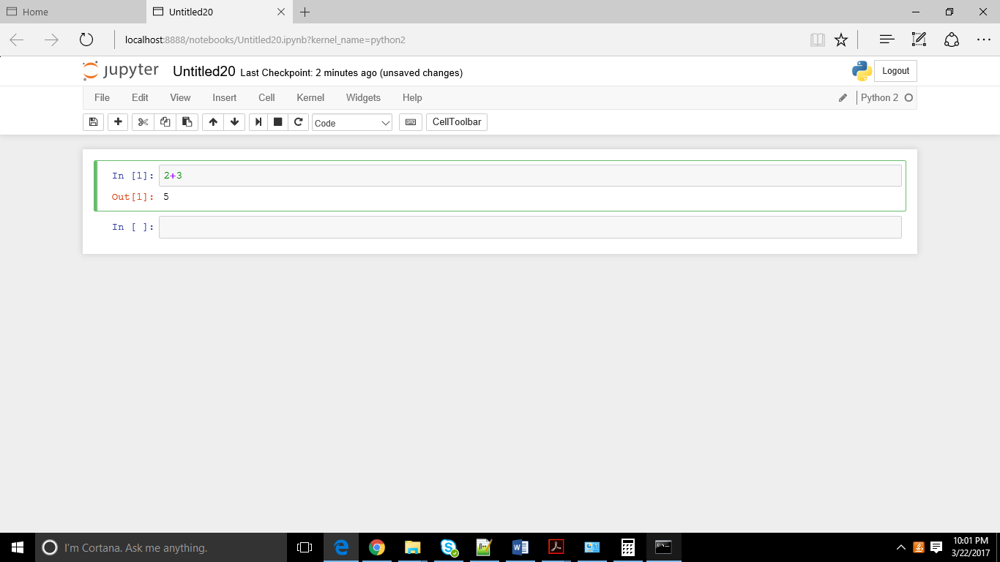 Home
Untitled20
localhost:8888/notebooks/Untitled20.ipynb?kernel_name=python2
jupyter Untitled20 Last Checkpoint: 2 minutes ago (unsaved changes)
Logout
File Edit View Insert Cell Kernel Widgets Help
Python 2
Code
CellToolbar
In [1]: 2+3
Out[1]: 5
In [ ]:
I'm Cortana. Ask me anything.
10:01 PM
3/22/2017